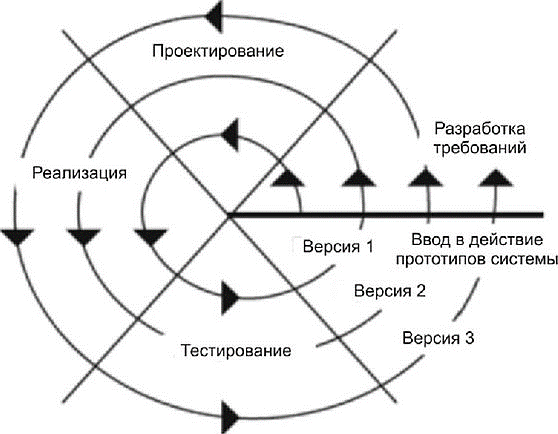 Проектирование
Разработка
требований
Реализация
Версия 1
Ввод в действие
прототипов системы
Версия 2
Версия 3
Тестирование